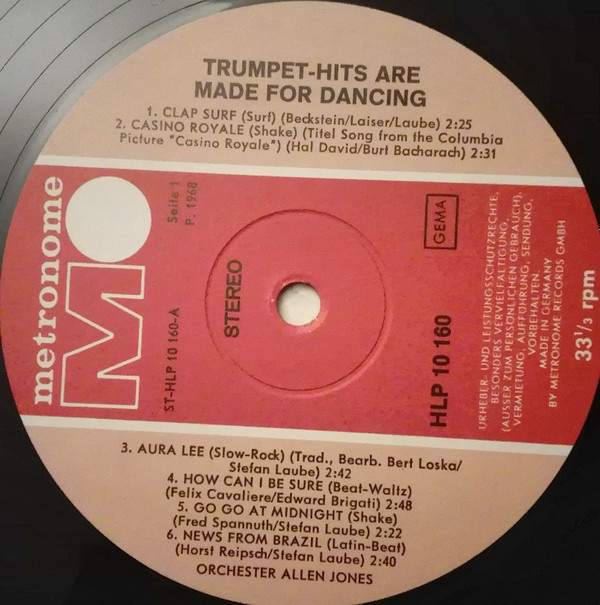 TRUMPET-HITS ARE
MADE FOR DANCING
1. CLAP SURF (Surf) (Beckstein/Laiser/Laube) 2:25
2. CASINO ROYALE (Shake) (Titel Song from the Columbia
Picture "Casino Royale") (Hal David/Burt Bacharach) 2:31
metronome
MO
Seite 1
P. 1968
ST-HLP 10 160-A
STEREO
GEMA
HLP 10 160
URHEBER- UND LEISTUNGSSCHUTZRECHTE,
BESONDERS VERVIELFÄLTIGUNG,
(AUSSER ZUM PERSÖNLICHEN GEBRAUCH),
VERMIETUNG, AUFFÜHRUNG, SENDUNG,
VORBEHALTEN.
MADE IN GERMANY
BY METRONOME RECORDS GMBH
33 1/3 rpm
3. AURA LEE (Slow-Rock) (Trad., Bearb. Bert Loska/
Stefan Laube) 2:42
4. HOW CAN I BE SURE (Beat-Waltz)
(Felix Cavaliere/Edward Brigati) 2:48
5. GO GO AT MIDNIGHT (Shake)
(Fred Spannuth/Stefan Laube) 2:22
6. NEWS FROM BRAZIL (Latin-Beat)
(Horst Reipsch/Stefan Laube) 2:40
ORCHESTER ALLEN JONES